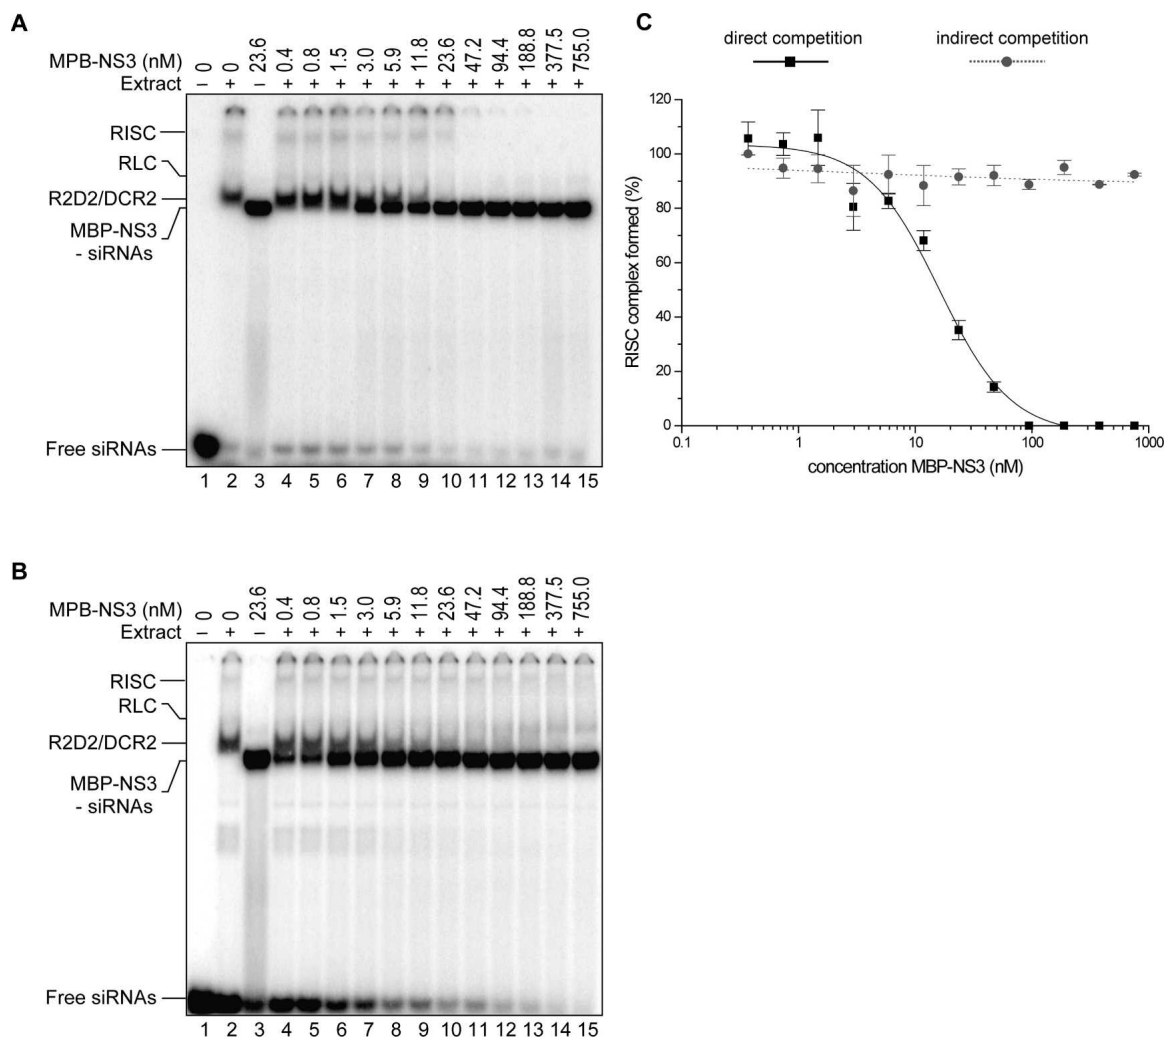 A
MPB-NS3 (nM) 0 0 23.6 0.4 0.8 1.5 3.0 5.9 11.8 23.6 47.2 94.4 188.8 377.5 755.0
Extract – + – + + + + + + + + + + + +
RISC
RLC
R2D2/DCR2
MBP-NS3
- siRNAs
Free siRNAs
1 2 3 4 5 6 7 8 9 10 11 12 13 14 15
B
MPB-NS3 (nM) 0 0 23.6 0.4 0.8 1.5 3.0 5.9 11.8 23.6 47.2 94.4 188.8 377.5 755.0
Extract – + – + + + + + + + + + + + +
RISC
RLC
R2D2/DCR2
MBP-NS3
- siRNAs
Free siRNAs
1 2 3 4 5 6 7 8 9 10 11 12 13 14 15
C
direct competition indirect competition
RISC complex formed (%)
120
100
80
60
40
20
0
0.1 1 10 100 1000
concentration MBP-NS3 (nM)